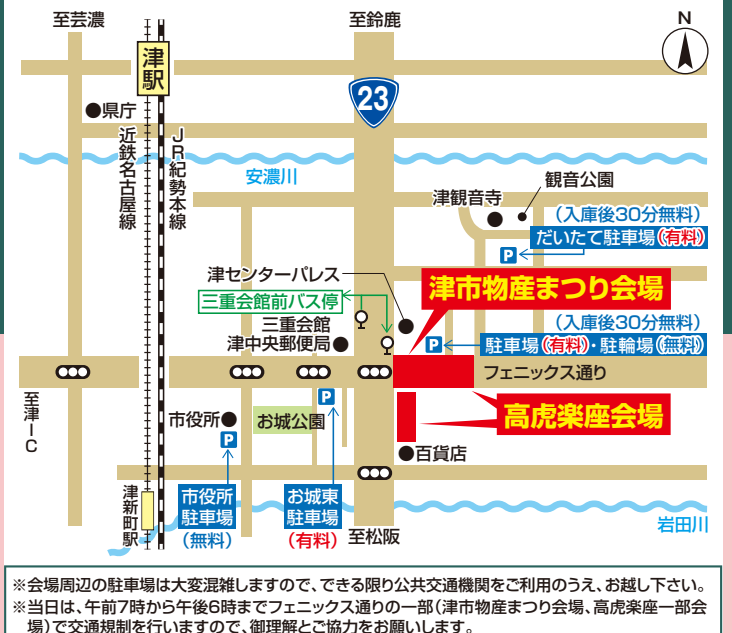 至芸濃
至鈴鹿
N
津駅
23
●県庁
近鉄名古屋線
JR紀勢本線
安濃川
観音公園
津観音寺
(入庫後30分無料)
P だいたて駐車場(有料)
津センターパレス
津市物産まつり会場
三重会館前バス停
三重会館
津中央郵便局●
(入庫後30分無料)
P 駐車場(有料)・駐輪場(無料)
フェニックス通り
至津IC
市役所●
P
お城公園
P
高虎楽座会場
●百貨店
津新町駅
市役所
駐車場
(無料)
お城東
駐車場
(有料)
至松阪
岩田川
※会場周辺の駐車場は大変混雑しますので、できる限り公共交通機関をご利用のうえ、お越し下さい。
※当日は、午前7時から午後6時までフェニックス通りの一部(津市物産まつり会場、高虎楽座一部会
場)で交通規制を行いますので、御理解とご協力をお願いします。